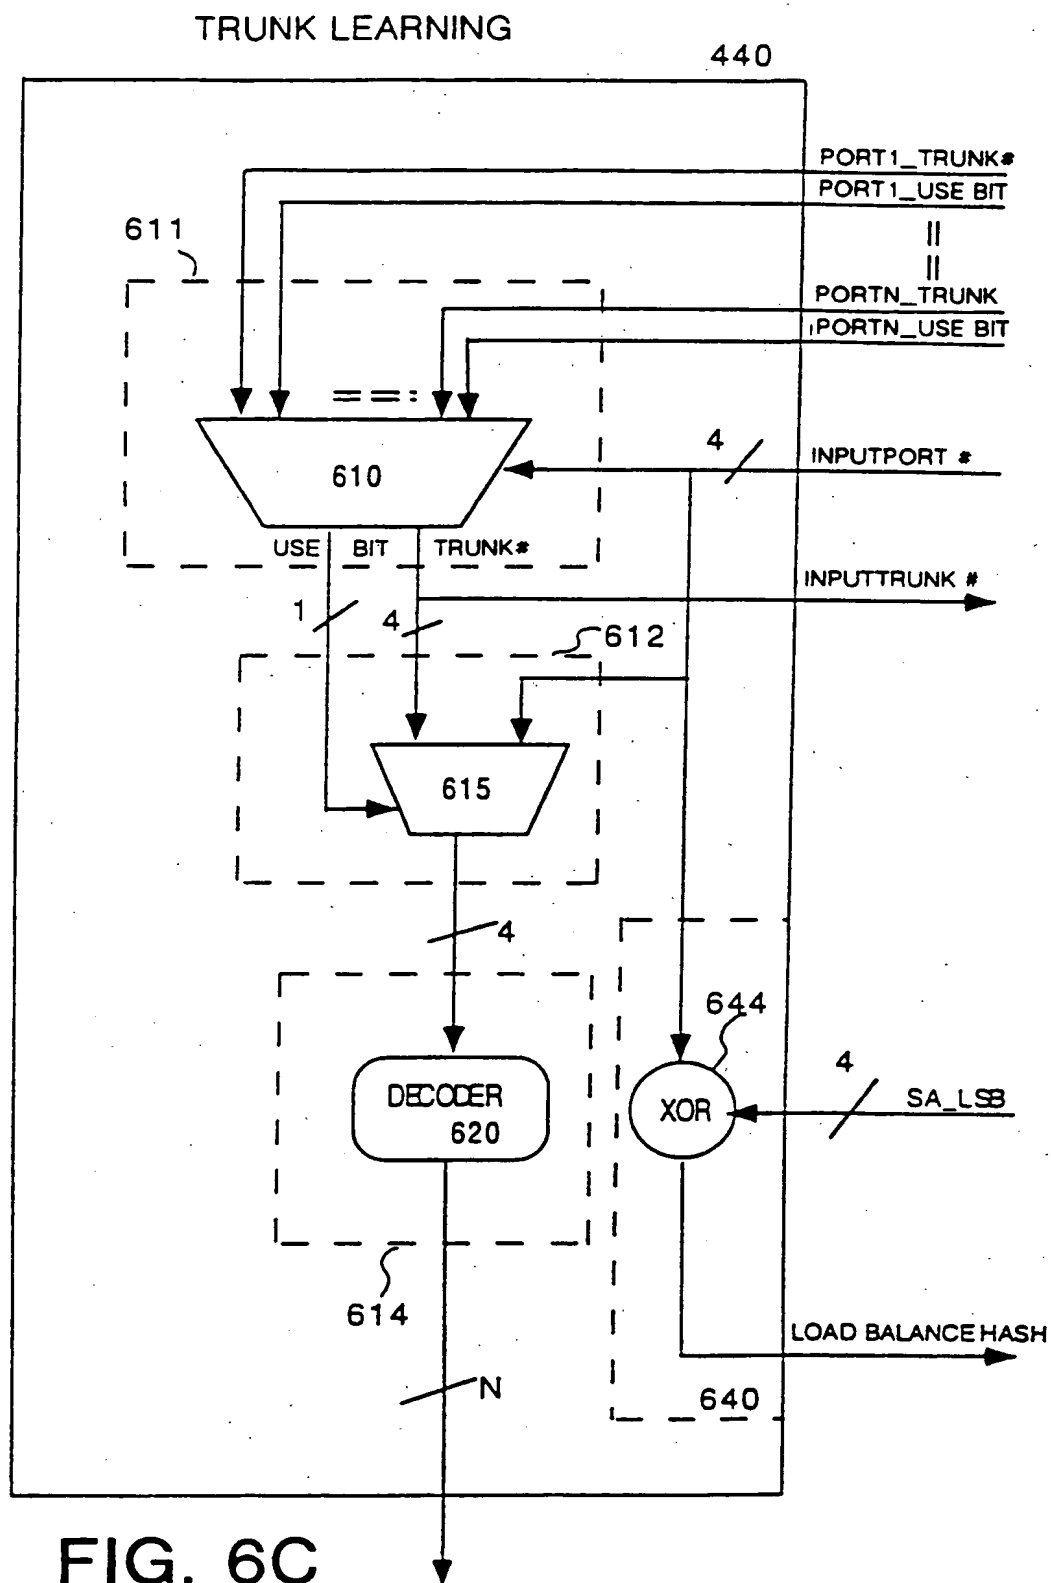 TRUNK LEARNING
440
PORT1_TRUNK#
PORT1_USE BIT
611
PORTN_TRUNK
PORTN_USE BIT
4
INPUTPORT #
610
USE BIT TRUNK#
INPUTTRUNK #
1
4
612
615
4
644
4
DECODER
620
XOR
SA_LSB
614
LOAD BALANCE HASH
N
640
FIG. 6C